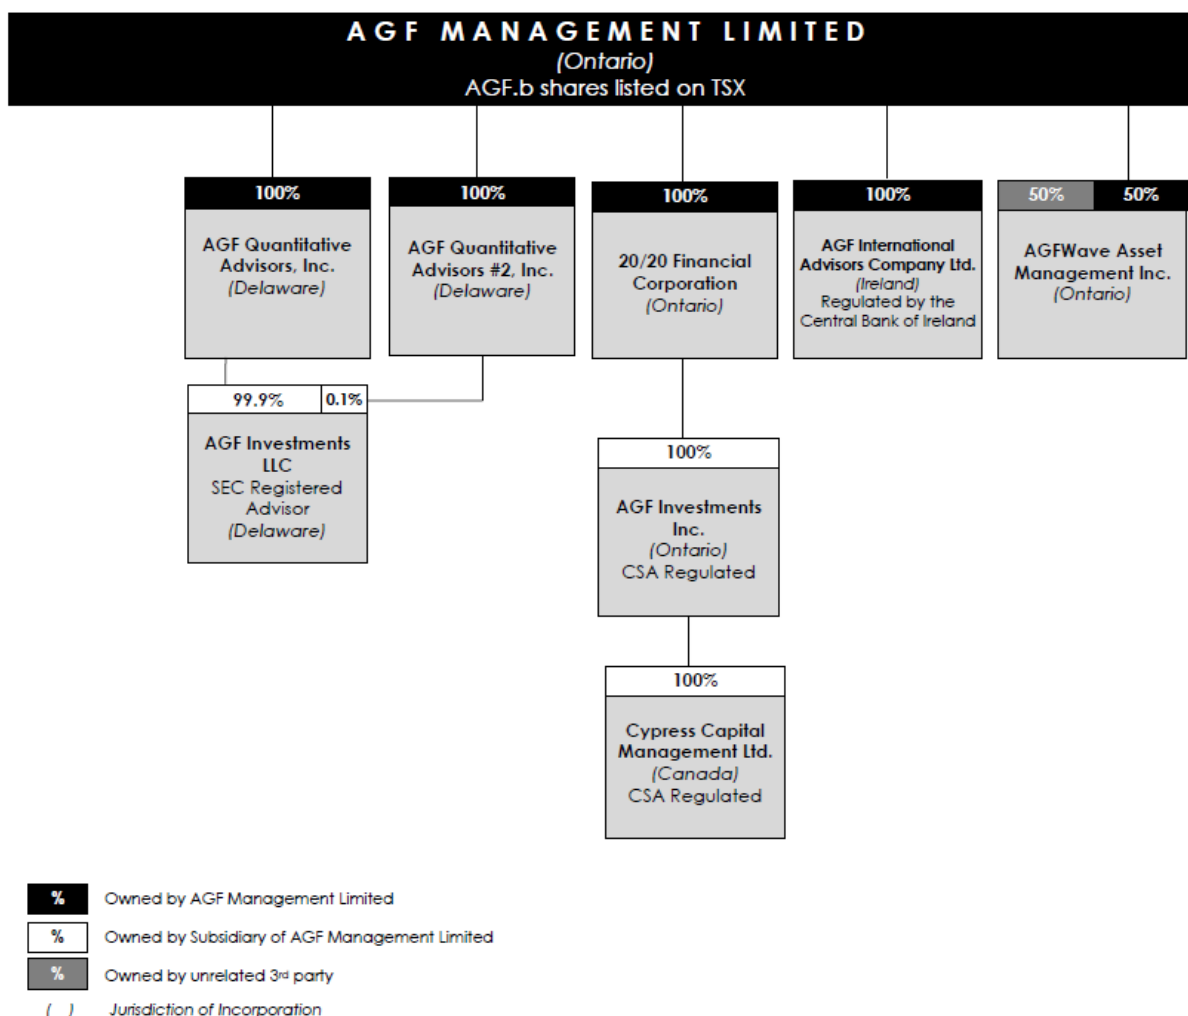 AGF MANAGEMENT LIMITED
(Ontario)
AGF.b shares listed on TSX
100%
AGF Quantitative
Advisors, Inc.
(Delaware)
100%
AGF Quantitative
Advisors #2, Inc.
(Delaware)
100%
20/20 Financial
Corporation
(Ontario)
100%
AGF International
Advisors Company Ltd.
(Ireland)
Regulated by the
Central Bank of Ireland
50% 50%
AGFWave Asset
Management Inc.
(Ontario)
99.9% 0.1%
AGF Investments
LLC
SEC Registered
Advisor
(Delaware)
100%
AGF Investments
Inc.
(Ontario)
CSA Regulated
100%
Cypress Capital
Management Ltd.
(Canada)
CSA Regulated
% Owned by AGF Management Limited
% Owned by Subsidiary of AGF Management Limited
% Owned by unrelated 3rd party
( ) Jurisdiction of Incorporation